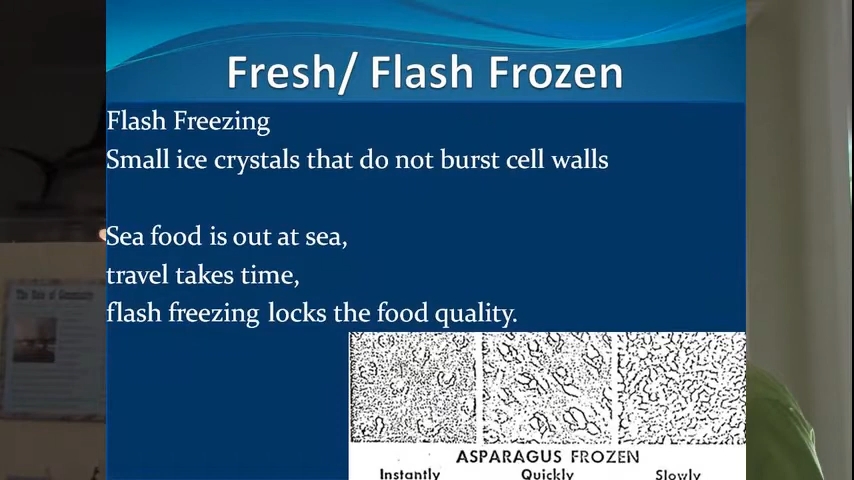 Fresh/ Flash Frozen
Flash Freezing
Small ice crystals that do not burst cell walls
Sea food is out at sea,
travel takes time,
flash freezing locks the food quality.
ASPARAGUS FROZEN
Instantly Quickly Slowly